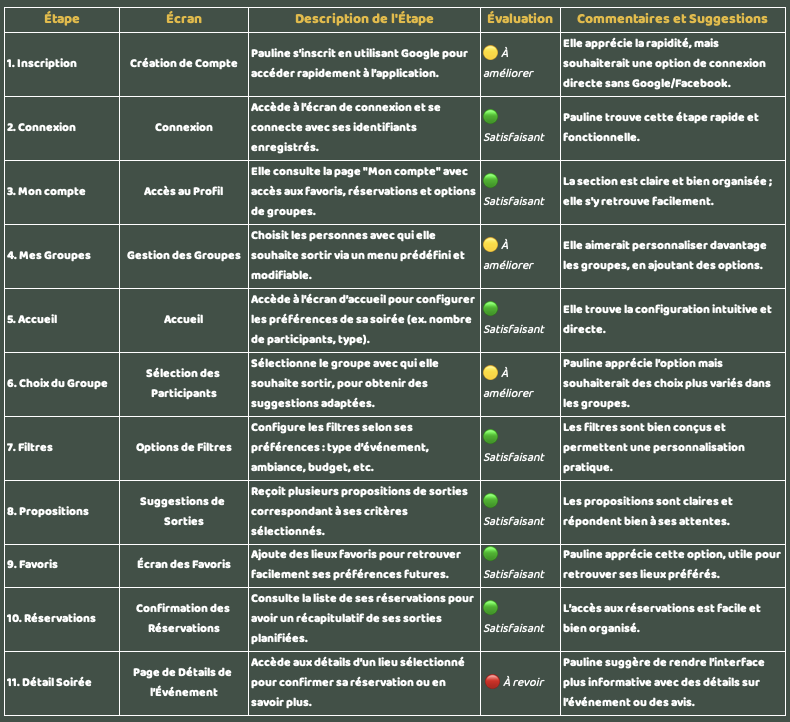 Étape
Écran
Description de l'Étape
Évaluation
Commentaires et Suggestions
1. Inscription
Création de Compte
Pauline s'inscrit en utilisant Google pour
accéder rapidement à l'application.
À
améliorer
Elle apprécie la rapidité, mais
souhaiterait une option de connexion
directe sans Google/Facebook.
2. Connexion
Connexion
Accède à l'écran de connexion et se
connecte avec ses identifiants
enregistrés.
Satisfaisant
Pauline trouve cette étape rapide et
fonctionnelle.
3. Mon compte
Accès au Profil
Elle consulte la page "Mon compte" avec
accès aux favoris, réservations et options
de groupes.
Satisfaisant
La section est claire et bien organisée ;
elle s'y retrouve facilement.
4. Mes Groupes
Gestion des Groupes
Choisit les personnes avec qui elle
souhaite sortir via un menu prédéfini et
modifiable.
À
améliorer
Elle aimerait personnaliser davantage
les groupes, en ajoutant des options.
5. Accueil
Accueil
Accède à l'écran d'accueil pour configurer
les préférences de sa soirée (ex. nombre
de participants, type).
Satisfaisant
Elle trouve la configuration intuitive et
directe.
6. Choix du Groupe
Sélection des
Participants
Sélectionne le groupe avec qui elle
souhaite sortir, pour obtenir des
suggestions adaptées.
À
améliorer
Pauline apprécie l'option mais
souhaiterait des choix plus variés dans
les groupes.
7. Filtres
Options de Filtres
Configure les filtres selon ses
préférences : type d'événement,
ambiance, budget, etc.
Satisfaisant
Les filtres sont bien conçus et
permettent une personnalisation
pratique.
8. Propositions
Suggestions de
Sorties
Reçoit plusieurs propositions de sorties
correspondant à ses critères
sélectionnés.
Satisfaisant
Les propositions sont claires et
répondent bien à ses attentes.
9. Favoris
Écran des Favoris
Ajoute des lieux favoris pour retrouver
facilement ses préférences futures.
Satisfaisant
Pauline apprécie cette option, utile pour
retrouver ses lieux préférés.
10. Réservations
Confirmation des
Réservations
Consulte la liste de ses réservations pour
avoir un récapitulatif de ses sorties
planifiées.
Satisfaisant
L'accès aux réservations est facile et
bien organisé.
11. Détail Soirée
Page de Détails de
l'Événement
Accède aux détails d'un lieu sélectionné
pour confirmer sa réservation ou en
savoir plus.
À revoir
Pauline suggère de rendre l'interface
plus informative avec des détails sur
l'événement ou des avis.